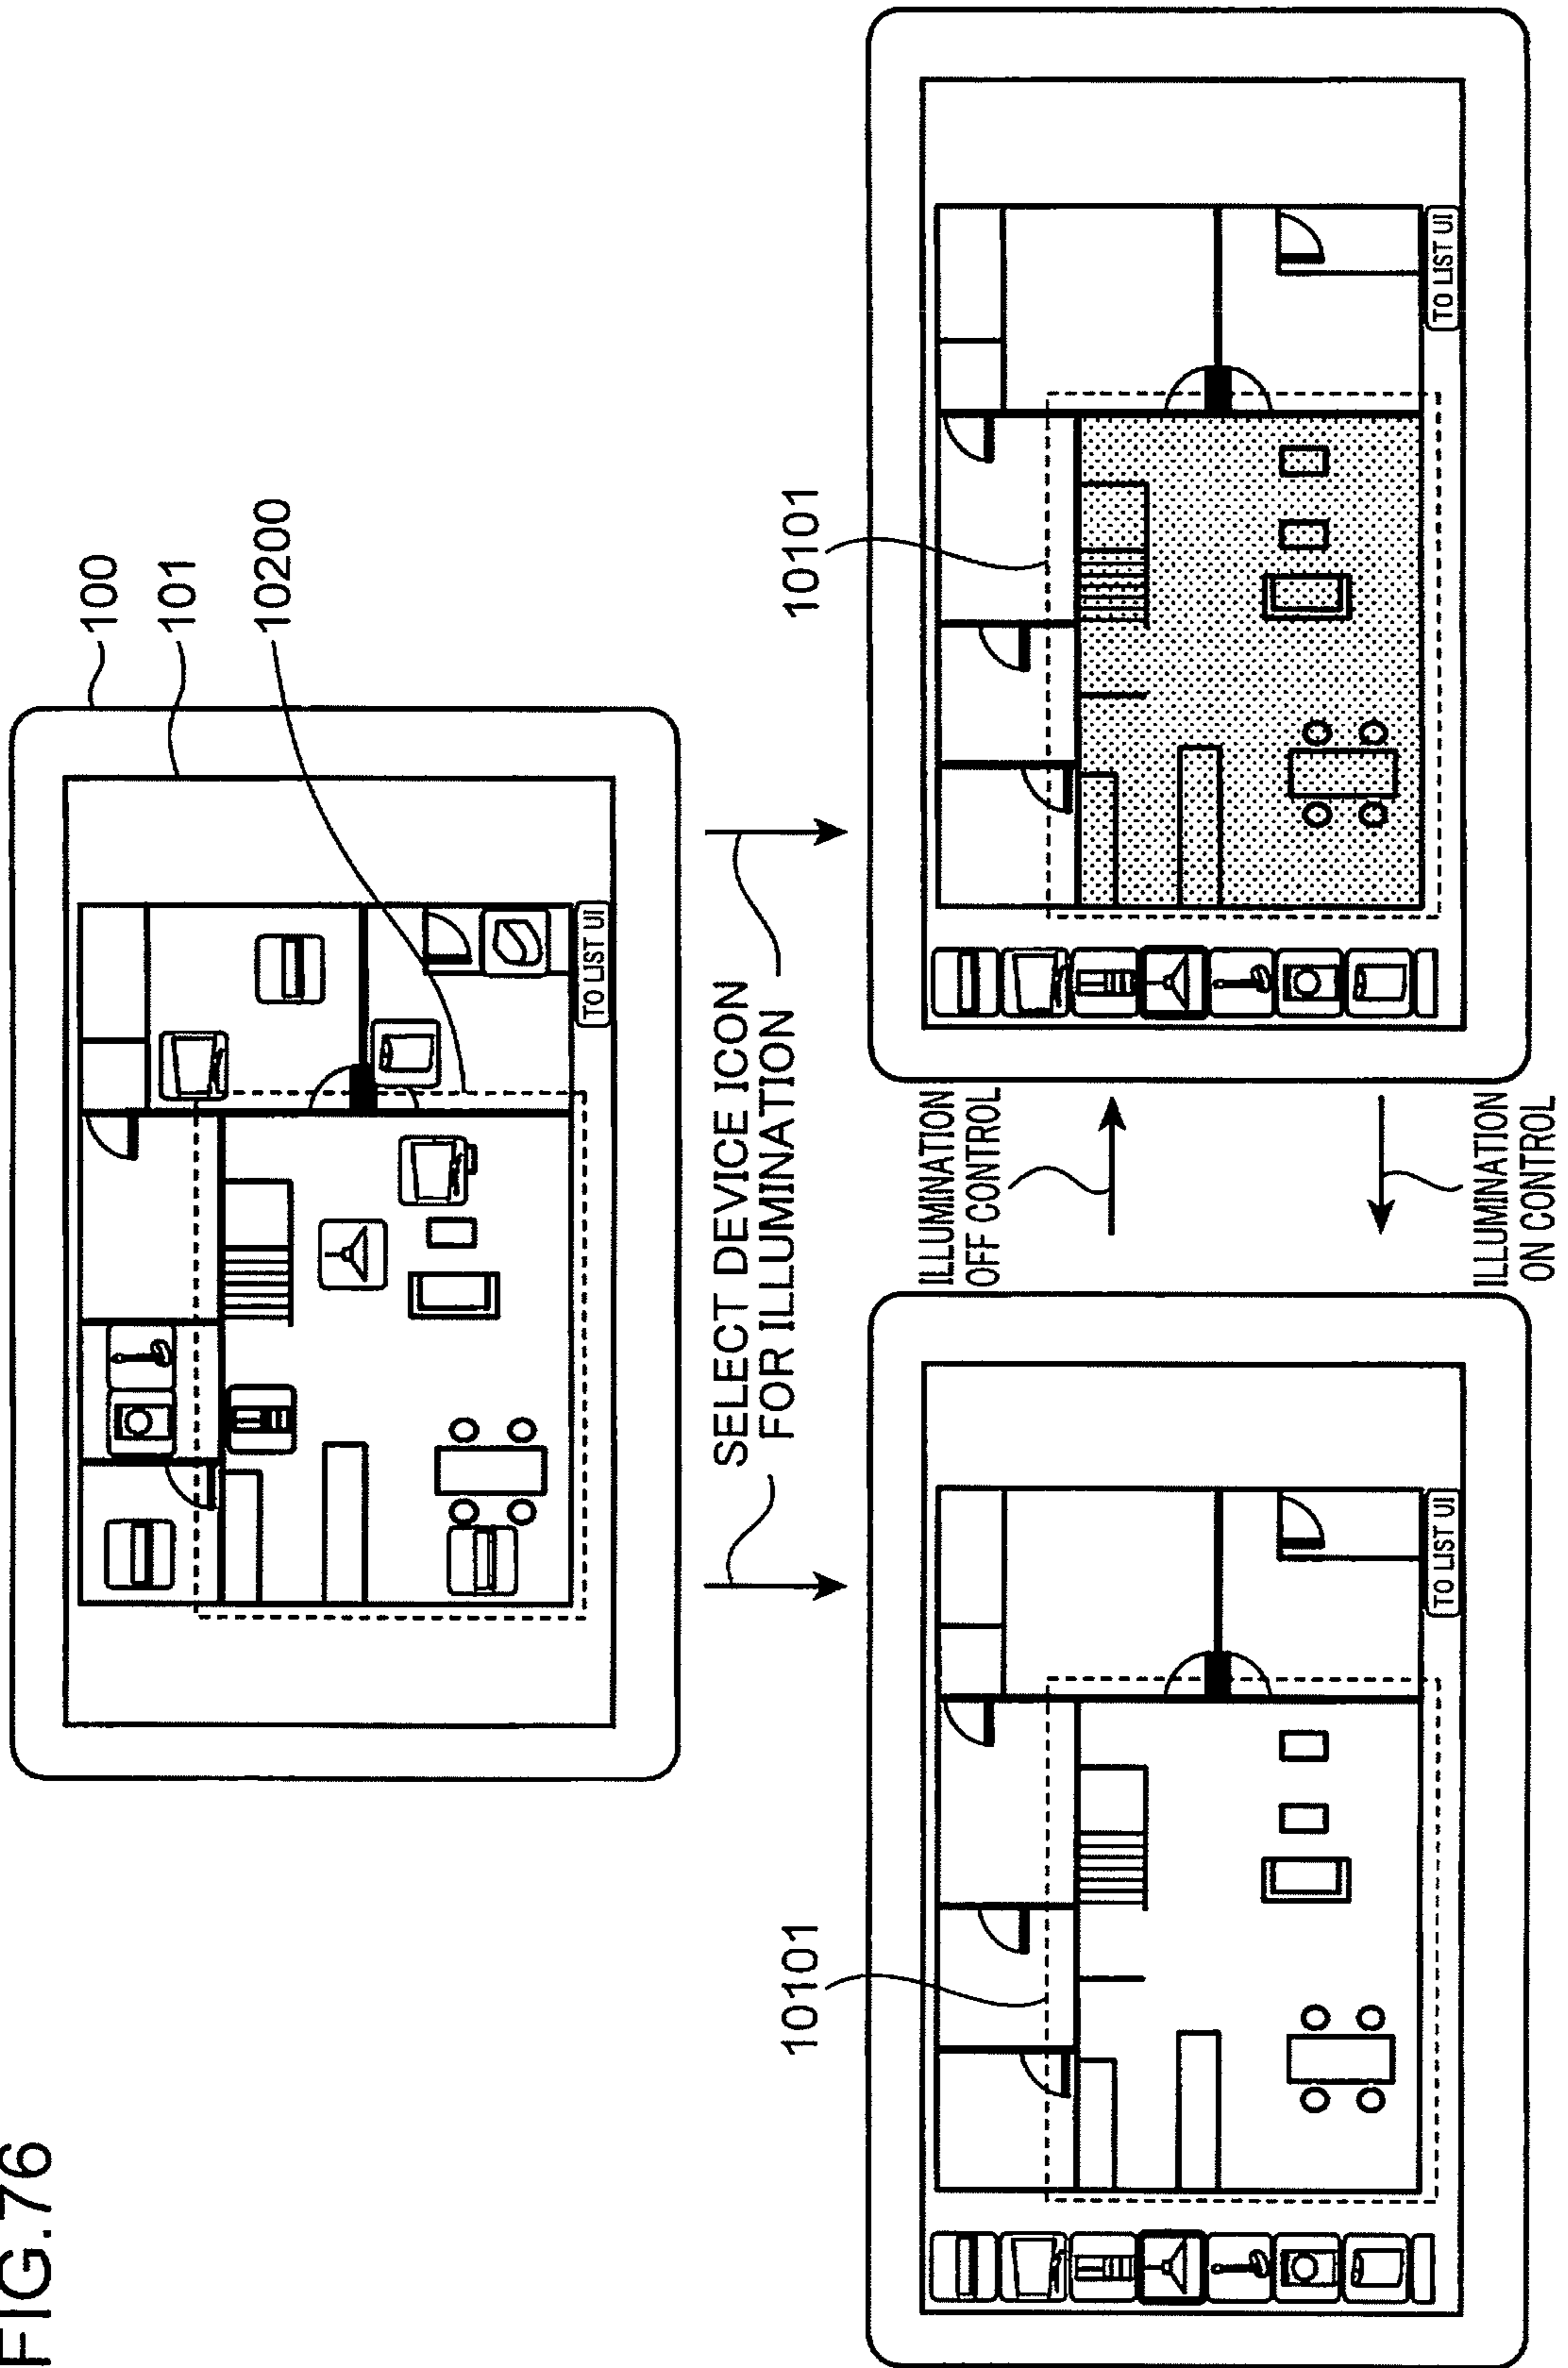 FIG.76
100
101
10200
TO LIST UI
SELECT DEVICE ICON
FOR ILLUMINATION
10101
TO LIST UI
ILLUMINATION
OFF CONTROL
ILLUMINATION
ON CONTROL
10101
TO LIST UI